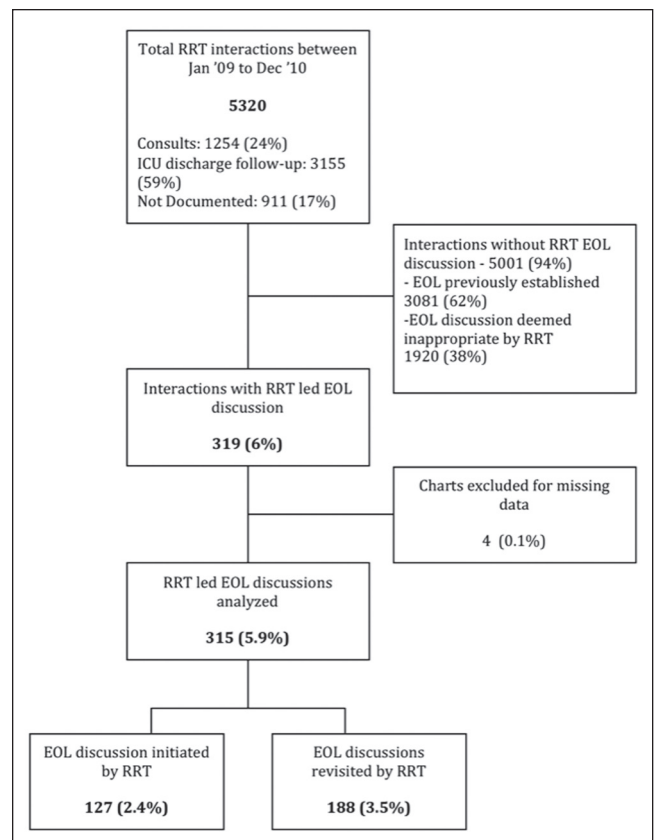 Total RRT interactions between
Jan '09 to Dec '10
5320
Consults: 1254 (24%)
ICU discharge follow-up: 3155
(59%)
Not Documented: 911 (17%)
Interactions without RRT EOL
discussion - 5001 (94%)
- EOL previously established
3081 (62%)
-EOL discussion deemed
inappropriate by RRT
1920 (38%)
Interactions with RRT led EOL
discussion
319 (6%)
Charts excluded for missing
data
4 (0.1%)
RRT led EOL discussions
analyzed
315 (5.9%)
EOL discussion initiated
by RRT
127 (2.4%)
EOL discussions
revisited by RRT
188 (3.5%)